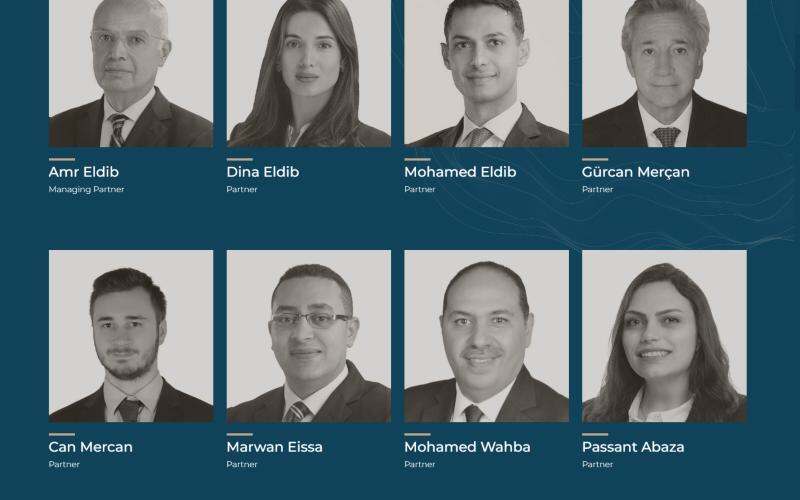 Amr Eldib
Managing Partner
Dina Eldib
Partner
Mohamed Eldib
Partner
Gürcan Merçan
Partner
Can Mercan
Partner
Marwan Eissa
Partner
Mohamed Wahba
Partner
Passant Abaza
Partner